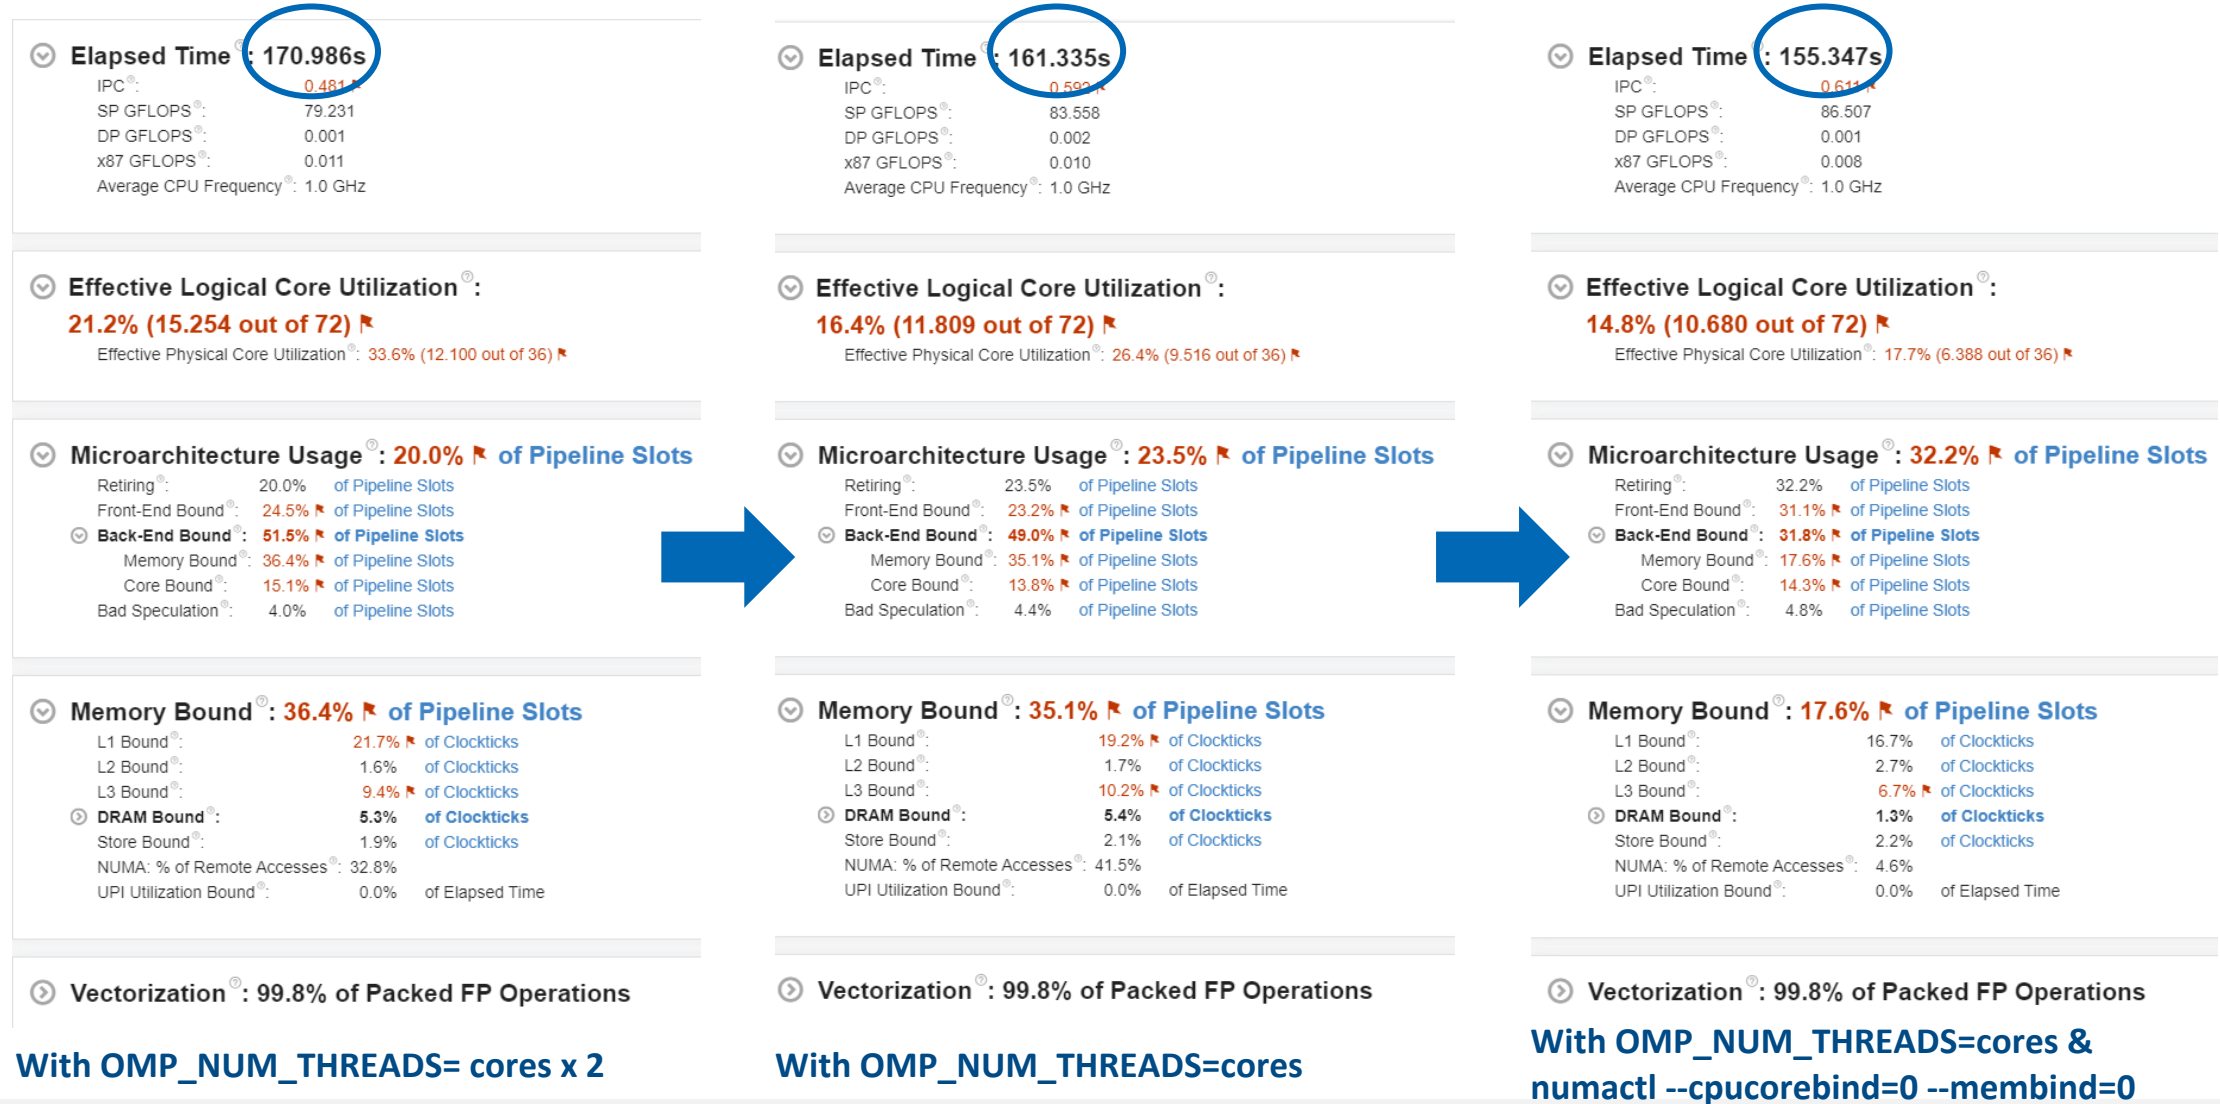 Elapsed Time : 170.986s
IPC : 0.481
SP GFLOPS : 79.231
DP GFLOPS : 0.001
x87 GFLOPS : 0.011
Average CPU Frequency : 1.0 GHz
Effective Logical Core Utilization :
21.2% (15.254 out of 72)
Effective Physical Core Utilization : 33.6% (12.100 out of 36)
Microarchitecture Usage : 20.0% of Pipeline Slots
Retiring : 20.0% of Pipeline Slots
Front-End Bound : 24.5% of Pipeline Slots
Back-End Bound : 51.5% of Pipeline Slots
Memory Bound : 36.4% of Pipeline Slots
Core Bound : 15.1% of Pipeline Slots
Bad Speculation : 4.0% of Pipeline Slots
Memory Bound : 36.4% of Pipeline Slots
L1 Bound : 21.7% of Clockticks
L2 Bound : 1.6% of Clockticks
L3 Bound : 9.4% of Clockticks
DRAM Bound : 5.3% of Clockticks
Store Bound : 1.9% of Clockticks
NUMA: % of Remote Accesses : 32.8%
UPI Utilization Bound : 0.0% of Elapsed Time
Vectorization : 99.8% of Packed FP Operations
With OMP_NUM_THREADS= cores x 2
Elapsed Time : 161.335s
IPC : 0.592
SP GFLOPS : 83.558
DP GFLOPS : 0.002
x87 GFLOPS : 0.010
Average CPU Frequency : 1.0 GHz
Effective Logical Core Utilization :
16.4% (11.809 out of 72)
Effective Physical Core Utilization : 26.4% (9.516 out of 36)
Microarchitecture Usage : 23.5% of Pipeline Slots
Retiring : 23.5% of Pipeline Slots
Front-End Bound : 23.2% of Pipeline Slots
Back-End Bound : 49.0% of Pipeline Slots
Memory Bound : 35.1% of Pipeline Slots
Core Bound : 13.8% of Pipeline Slots
Bad Speculation : 4.4% of Pipeline Slots
Memory Bound : 35.1% of Pipeline Slots
L1 Bound : 19.2% of Clockticks
L2 Bound : 1.7% of Clockticks
L3 Bound : 10.2% of Clockticks
DRAM Bound : 5.4% of Clockticks
Store Bound : 2.1% of Clockticks
NUMA: % of Remote Accesses : 41.5%
UPI Utilization Bound : 0.0% of Elapsed Time
Vectorization : 99.8% of Packed FP Operations
With OMP_NUM_THREADS=cores
Elapsed Time : 155.347s
IPC : 0.611
SP GFLOPS : 86.507
DP GFLOPS : 0.001
x87 GFLOPS : 0.008
Average CPU Frequency : 1.0 GHz
Effective Logical Core Utilization :
14.8% (10.680 out of 72)
Effective Physical Core Utilization : 17.7% (6.388 out of 36)
Microarchitecture Usage : 32.2% of Pipeline Slots
Retiring : 32.2% of Pipeline Slots
Front-End Bound : 31.1% of Pipeline Slots
Back-End Bound : 31.8% of Pipeline Slots
Memory Bound : 17.6% of Pipeline Slots
Core Bound : 14.3% of Pipeline Slots
Bad Speculation : 4.8% of Pipeline Slots
Memory Bound : 17.6% of Pipeline Slots
L1 Bound : 16.7% of Clockticks
L2 Bound : 2.7% of Clockticks
L3 Bound : 6.7% of Clockticks
DRAM Bound : 1.3% of Clockticks
Store Bound : 2.2% of Clockticks
NUMA: % of Remote Accesses : 4.6%
UPI Utilization Bound : 0.0% of Elapsed Time
Vectorization : 99.8% of Packed FP Operations
With OMP_NUM_THREADS=cores &
numactl --cpucorebind=0 --membind=0